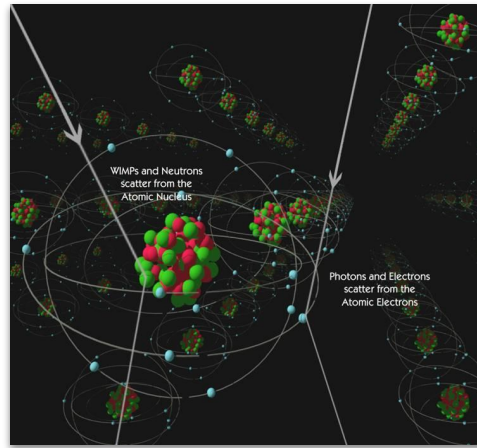 WIMPs and Neutrons
scatter from the
Atomic Nucleus
Photons and Electrons
scatter from the
Atomic Electrons